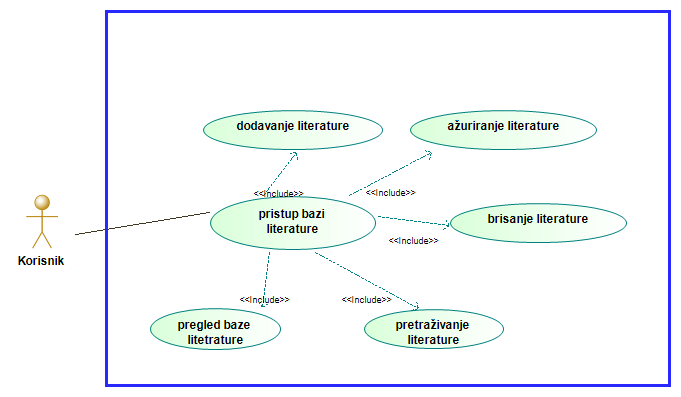 dodavanje literature
ažuriranje literature
<<Include>>
<<Include>>
pristup bazi
literature
brisanje literature
<<Include>>
Korisnik
<<Include>>
<<Include>>
pregled baze
litetrature
pretraživanje
literature